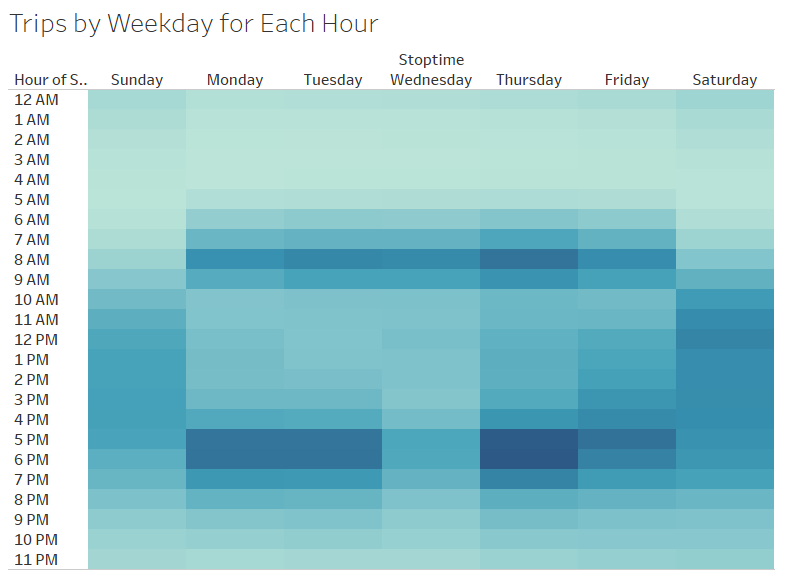 Trips by Weekday for Each Hour
Stoptime
Hour of S.. Sunday Monday Tuesday Wednesday Thursday Friday Saturday
12 AM
1 AM
2 AM
3 AM
4 AM
5 AM
6 AM
7 AM
8 AM
9 AM
10 AM
11 AM
12 PM
1 PM
2 PM
3 PM
4 PM
5 PM
6 PM
7 PM
8 PM
9 PM
10 PM
11 PM